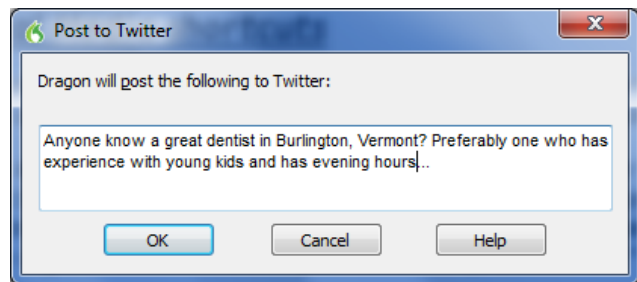 Post to Twitter
Dragon will post the following to Twitter:
Anyone know a great dentist in Burlington, Vermont? Preferably one who has
experience with young kids and has evening hours...
OK Cancel Help